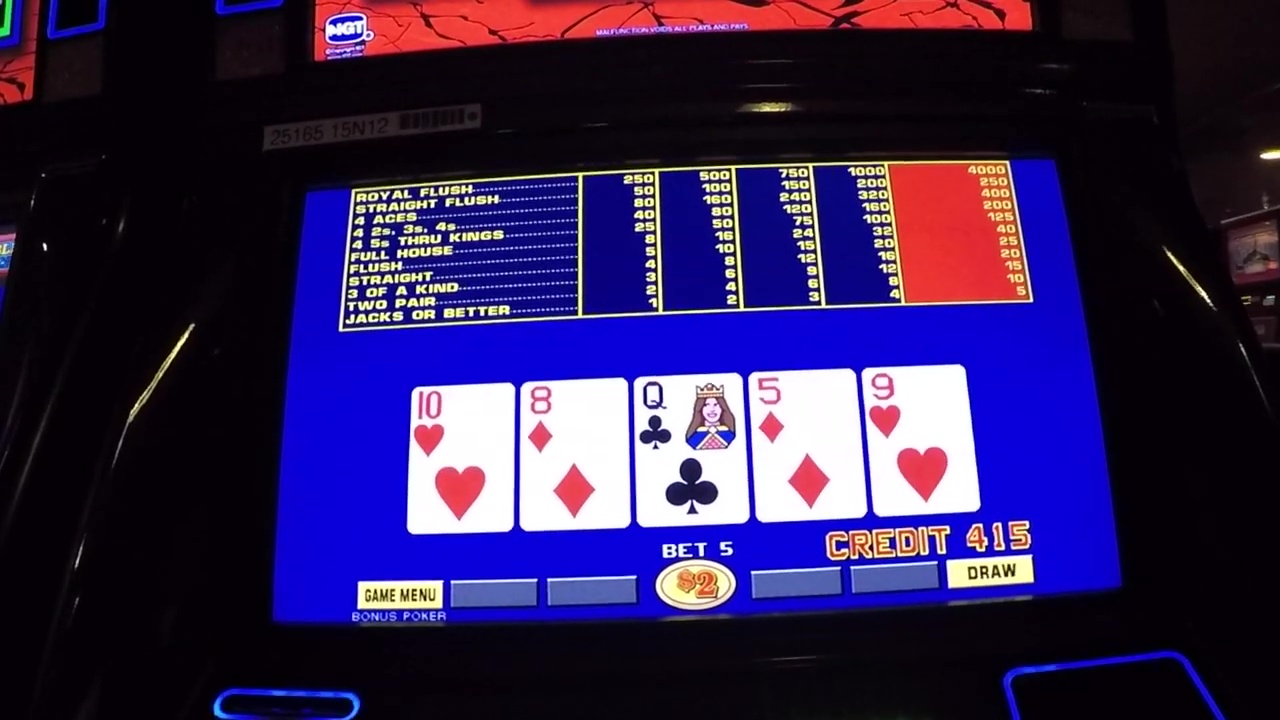 IGT
MALFUNCTION VOIDS ALL PLAYS AND PAYS
25165 15N12
ROYAL FLUSH 250 500 750 1000 4000
STRAIGHT FLUSH 50 100 150 200 250
4 ACES 80 160 240 320 400
4 2s, 3s, 4s 40 80 120 160 200
4 5s THRU KINGS 25 50 75 100 125
FULL HOUSE 8 16 24 32 40
FLUSH 5 10 15 20 25
STRAIGHT 4 8 12 16 20
3 OF A KIND 3 6 9 12 15
TWO PAIR 2 4 6 8 10
JACKS OR BETTER 1 2 3 4 5
10 8 Q 5 9
BET 5 CREDIT 415
GAME MENU $2 DRAW
BONUS POKER